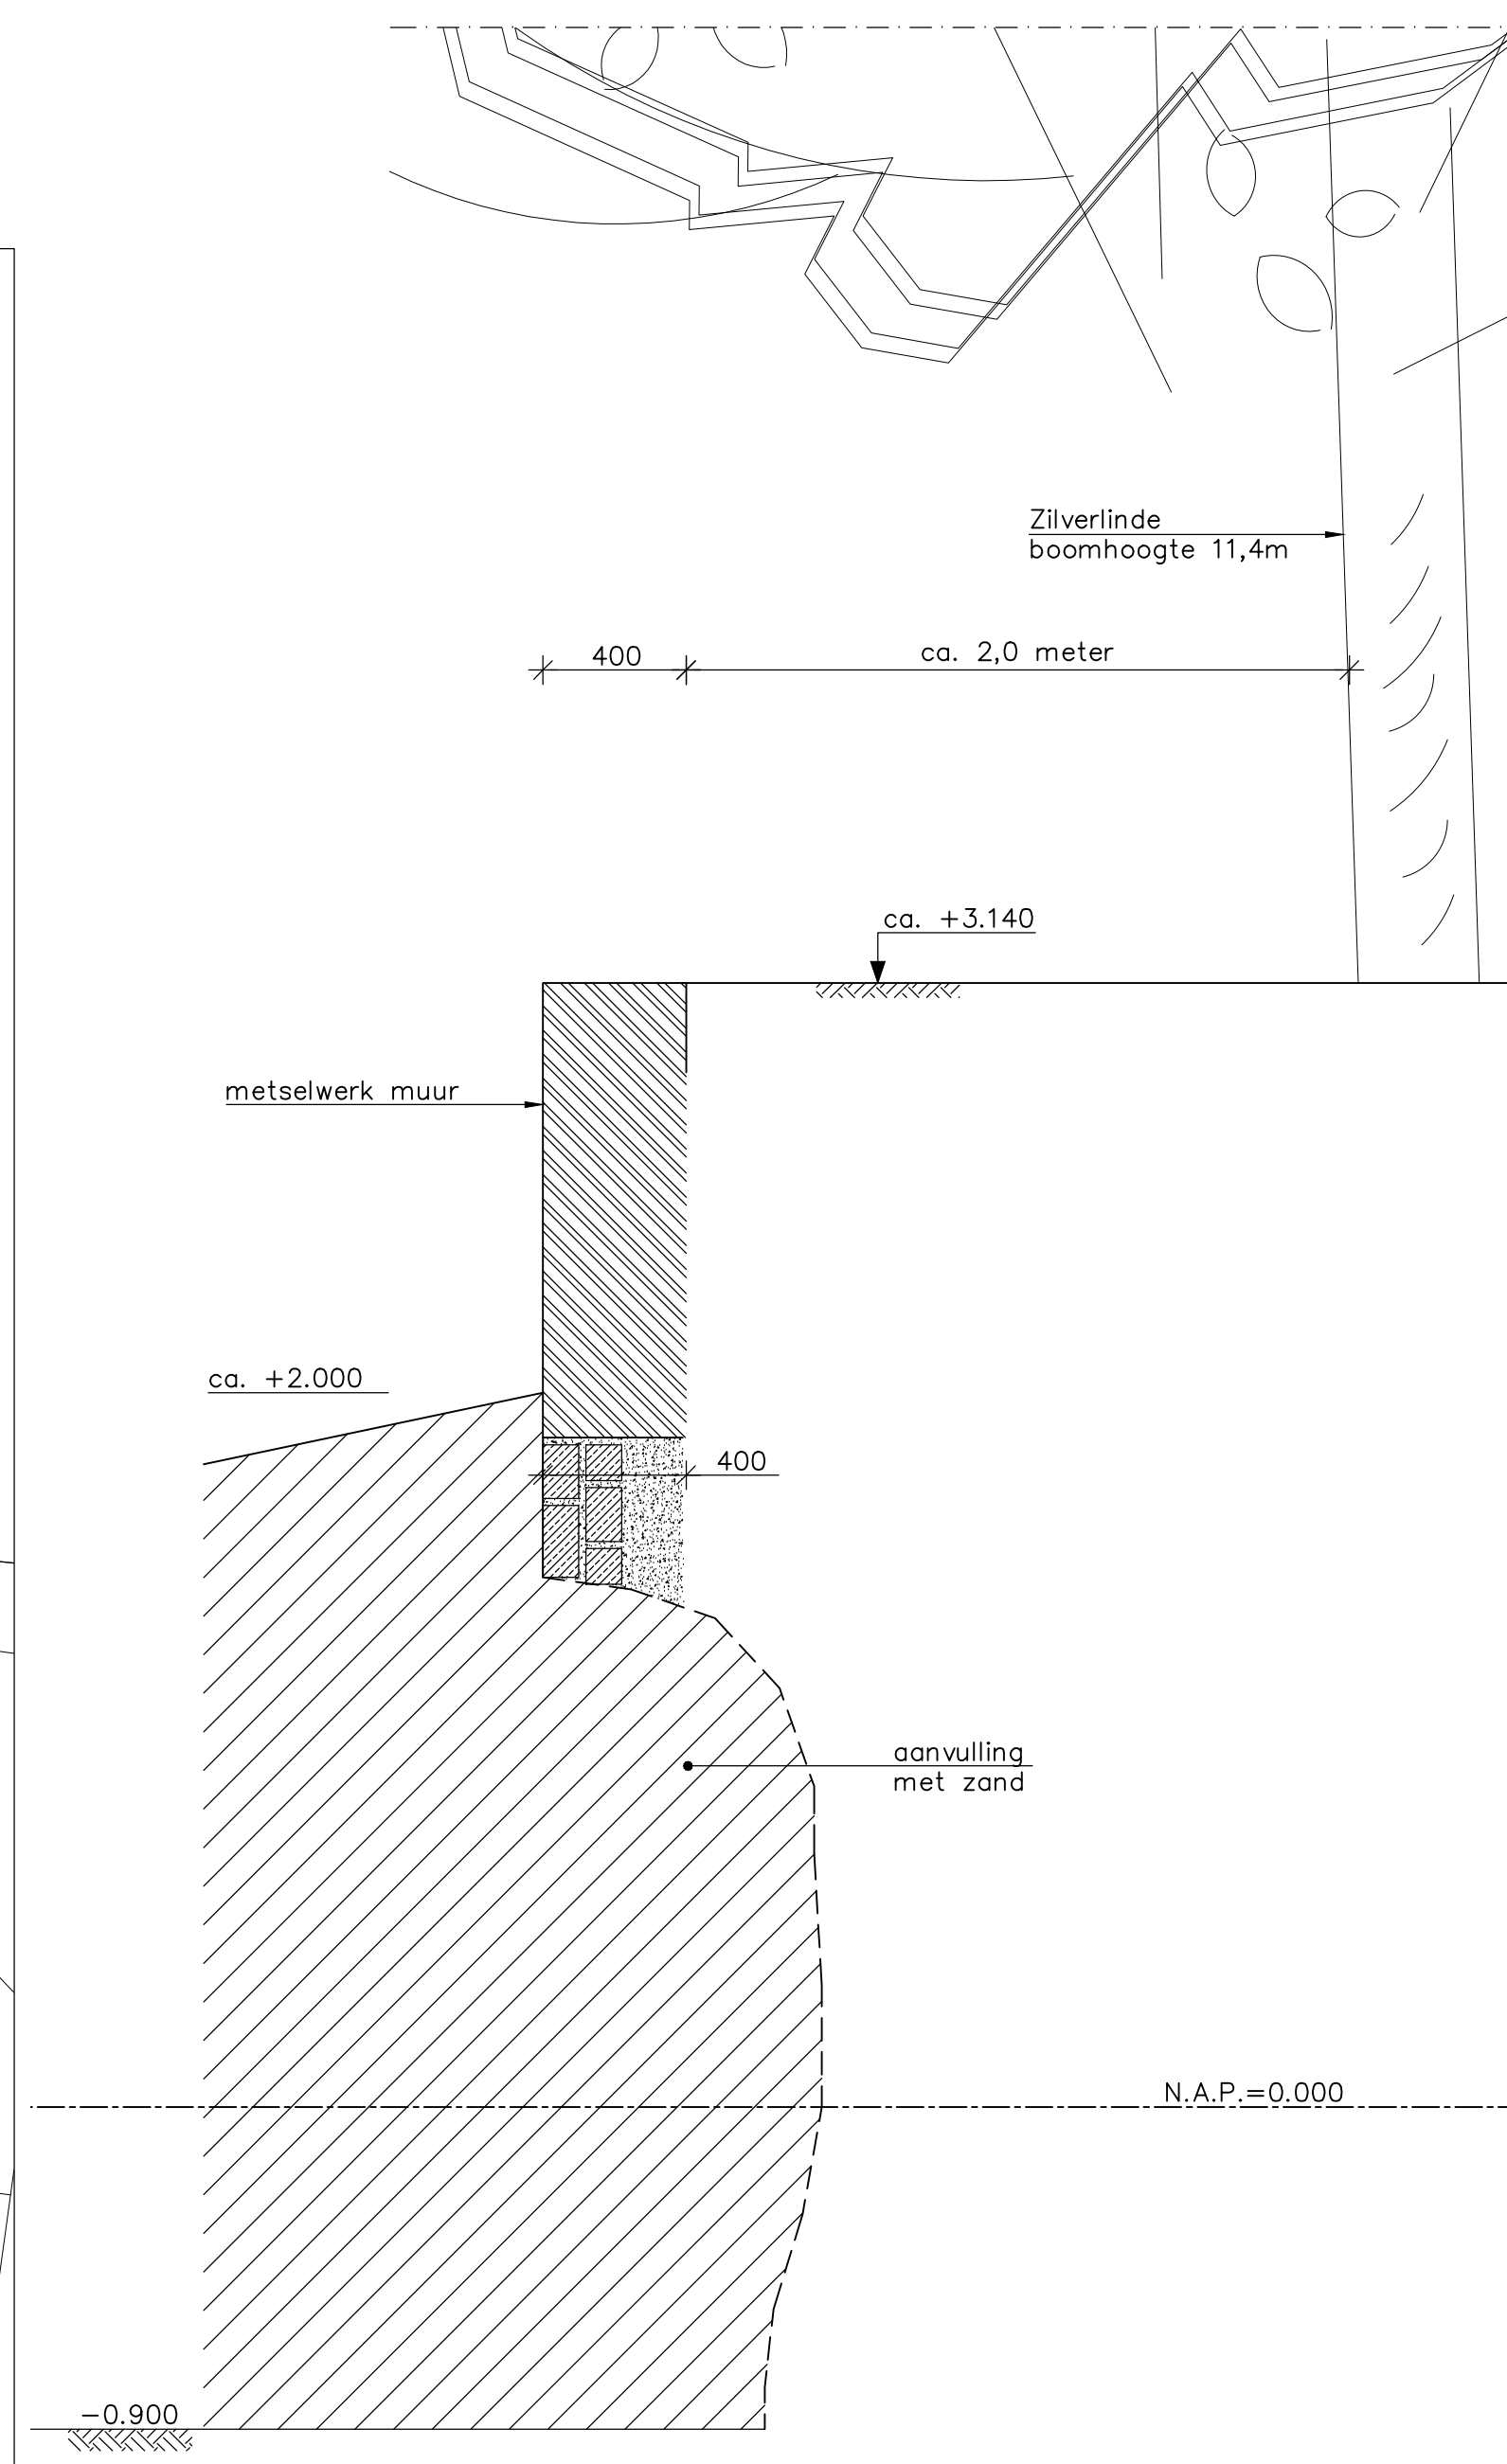 Zilverlinde
boomhoogte 11,4m
400
ca. 2,0 meter
ca. +3.140
metselwerk muur
ca. +2.000
400
aanvulling
met zand
N.A.P.=0.000
-0.900